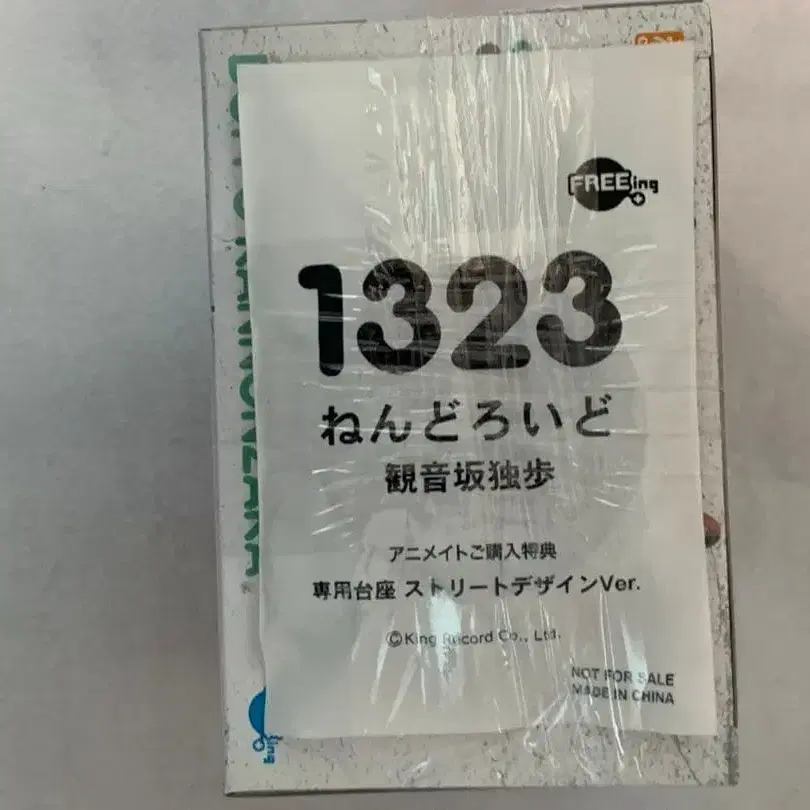 FREEing
1323
ねんどろいど
観音坂独歩
アニメイトご購入特典
専用台座 ストリートデザインVer.
©King Record Co., Ltd.
NOT FOR SALE
MADE IN CHINA
KANNONZAKA
ing